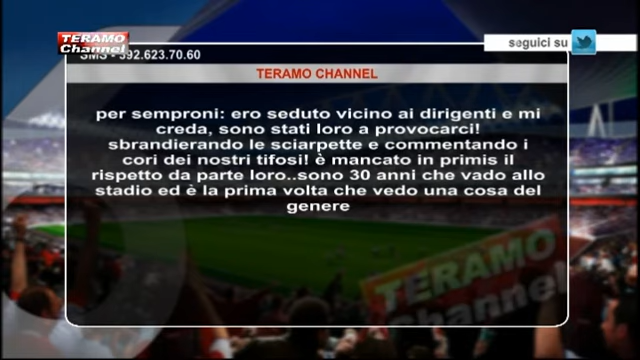 TERAMO
Channel
seguici su
SMS - 392.623.70.60
TERAMO CHANNEL
per semproni: ero seduto vicino ai dirigenti e mi
creda, sono stati loro a provocarci!
sbrandierando le sciarpette e commentando i
cori dei nostri tifosi! è mancato in primis il
rispetto da parte loro..sono 30 anni che vado allo
stadio ed è la prima volta che vedo una cosa del
genere
TERAMO
Channel